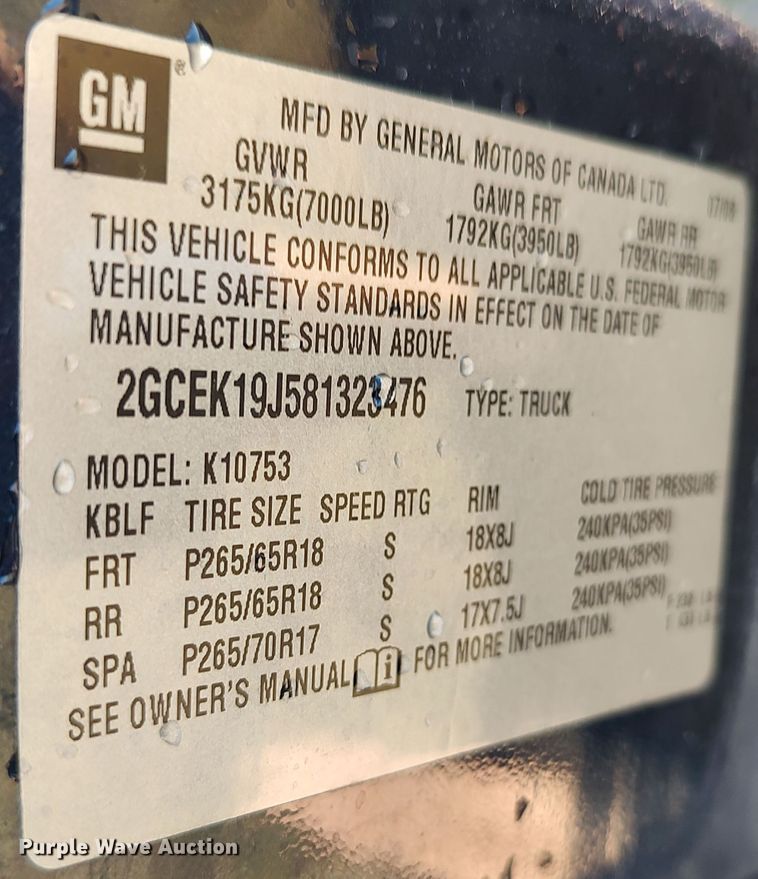 GM ®
MFD BY GENERAL MOTORS OF CANADA LTD.
GVWR GAWR FRT GAWR RR
3175KG(7000LB) 1792KG(3950LB) 1792KG(3950LB)
THIS VEHICLE CONFORMS TO ALL APPLICABLE U.S. FEDERAL MOTOR
VEHICLE SAFETY STANDARDS IN EFFECT ON THE DATE OF
MANUFACTURE SHOWN ABOVE.
2GCEK19J581323476 TYPE: TRUCK
MODEL: K10753
KBLF TIRE SIZE SPEED RTG RIM COLD TIRE PRESSURE
FRT P265/65R18 S 18X8J 240KPA(35PSI)
RR P265/65R18 S 18X8J 240KPA(35PSI)
SPA P265/70R17 S 17X7.5J 240KPA(35PSI)
SEE OWNER'S MANUAL i FOR MORE INFORMATION.
Purple Wave Auction